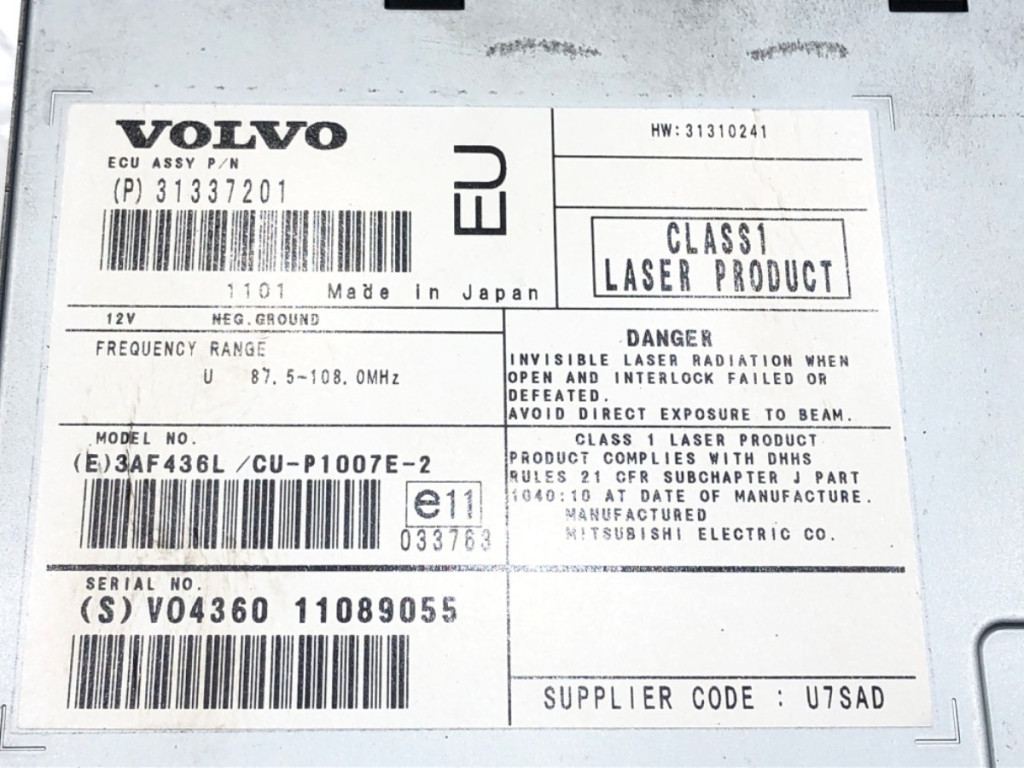 VOLVO
ECU ASSY P/N
(P) 31337201
EU
1101 Made in Japan
HW:31310241
CLASS1
LASER PRODUCT
12V NEG.GROUND
FREQUENCY RANGE
U 87.5-108.0MHz
DANGER
INVISIBLE LASER RADIATION WHEN
OPEN AND INTERLOCK FAILED OR
DEFEATED.
AVOID DIRECT EXPOSURE TO BEAM.
MODEL NO.
(E)3AF436L /CU-P1007E-2
e11
033763
CLASS 1 LASER PRODUCT
PRODUCT COMPLIES WITH DHHS
RULES 21 CFR SUBCHAPTER J PART
1040:10 AT DATE OF MANUFACTURE.
MANUFACTURED
MITSUBISHI ELECTRIC CO.
SERIAL NO.
(S) VO4360 11089055
SUPPLIER CODE : U7SAD